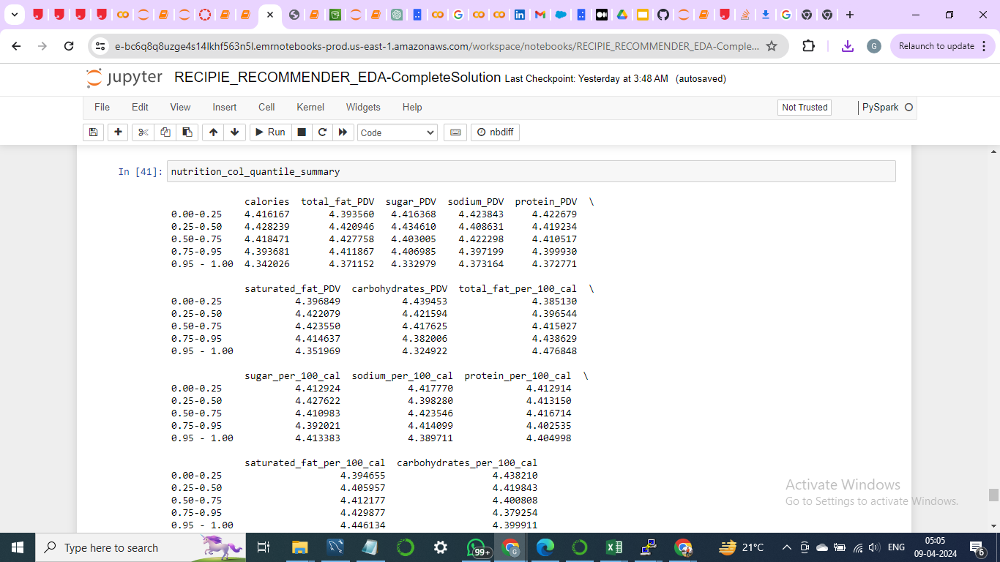 e-bc6q8q8uzge4s14lkhf563n5l.emrnotebooks-prod.us-east-1.amazonaws.com/workspace/notebooks/RECIPIE_RECOMMENDER_EDA-Comple...
G
Relaunch to update
jupyter RECIPIE_RECOMMENDER_EDA-CompleteSolution Last Checkpoint: Yesterday at 3:48 AM (autosaved)
File Edit View Insert Cell Kernel Widgets Help
Not Trusted
PySpark
Run
Code
nbdiff
In [41]: nutrition_col_quantile_summary
calories total_fat_PDV sugar_PDV sodium_PDV protein_PDV \
0.00-0.25 4.416167 4.393560 4.416368 4.423843 4.422679
0.25-0.50 4.428239 4.420946 4.434610 4.408631 4.419234
0.50-0.75 4.418471 4.427758 4.403005 4.422298 4.410517
0.75-0.95 4.393681 4.411867 4.406985 4.397199 4.399930
0.95 - 1.00 4.342026 4.371152 4.332979 4.373164 4.372771
saturated_fat_PDV carbohydrates_PDV total_fat_per_100_cal \
0.00-0.25 4.396849 4.439453 4.385130
0.25-0.50 4.422079 4.421594 4.396544
0.50-0.75 4.423550 4.417625 4.415027
0.75-0.95 4.414637 4.382006 4.438629
0.95 - 1.00 4.351969 4.324922 4.476848
sugar_per_100_cal sodium_per_100_cal protein_per_100_cal \
0.00-0.25 4.412924 4.417770 4.412914
0.25-0.50 4.427622 4.398280 4.413150
0.50-0.75 4.410983 4.423546 4.416714
0.75-0.95 4.392021 4.414099 4.402535
0.95 - 1.00 4.413383 4.389711 4.404998
saturated_fat_per_100_cal carbohydrates_per_100_cal
0.00-0.25 4.394655 4.438210
0.25-0.50 4.405957 4.419843
0.50-0.75 4.412177 4.400808
0.75-0.95 4.429877 4.379254
0.95 - 1.00 4.446134 4.399911
Activate Windows
Go to Settings to activate Windows.
Type here to search
99+
21°C
ENG
05:05
09-04-2024
6